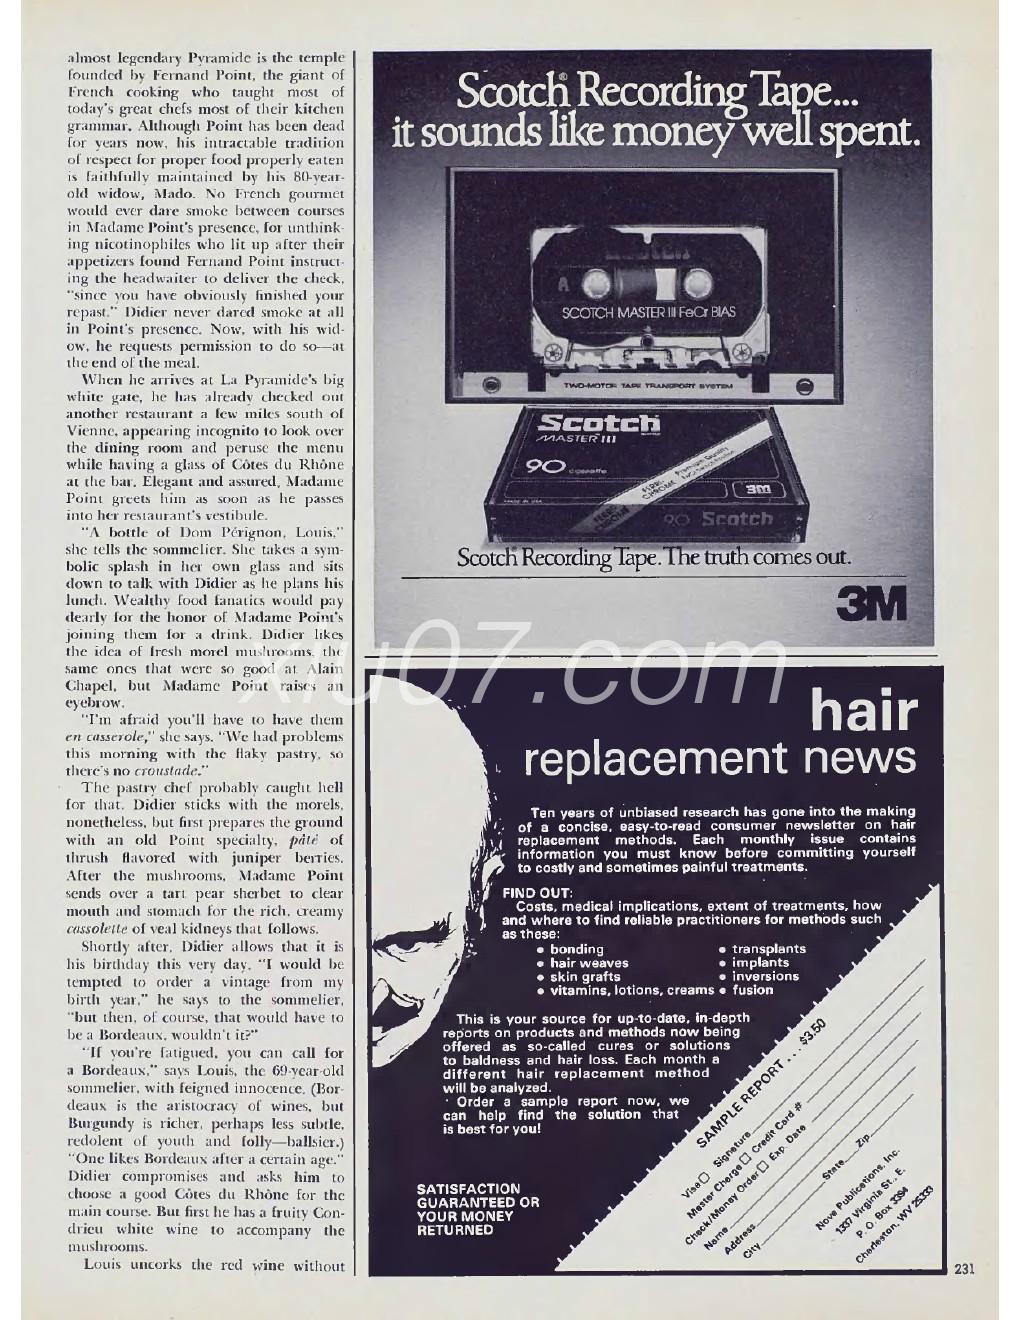 almost legendary Pyramide is the temple
founded by Fernand Point, the giant of
French cooking who taught most of
today's great chefs most of their kitchen
grammar. Although Point has been dead
for years now, his intractable tradition
of respect for proper food properly eaten
is faithfully maintained by his 80-year-
old widow, Mado. No French gourmet
would ever dare smoke between courses
in Madame Point's presence, for unthink-
ing nicotinophiles who lit up after their
appetizers found Fernand Point instruct-
ing the headwaiter to deliver the check,
"since you have obviously finished your
repast." Didier never dared smoke at all
in Point's presence. Now, with his wid-
ow, he requests permission to do so—at
the end of the meal.
When he arrives at La Pyramide's big
white gate, he has already checked out
another restaurant a few miles south of
Vienne, appearing incognito to look over
the dining room and peruse the menu
while having a glass of Côtes du Rhône
at the bar. Elegant and assured, Madame
Point greets him as soon as he passes
into her restaurant's vestibule.
"A bottle of Dom Pérignon, Louis,"
she tells the sommelier. She takes a sym-
bolic splash in her own glass and sits
down to talk with Didier as he plans his
lunch. Wealthy food fanatics would pay
dearly for the honor of Madame Point's
joining them for a drink. Didier likes
the idea of fresh morel mushrooms, the
same ones that were so good at Alain
Chapel, but Madame Point raises an
eyebrow.
"I'm afraid you'll have to have them
en casserole," she says. "We had problems
this morning with the flaky pastry, so
there's no croustade."
The pastry chef probably caught hell
for that. Didier sticks with the morels,
nonetheless, but first prepares the ground
with an old Point specialty, pâté of
thrush flavored with juniper berries.
After the mushrooms, Madame Point
sends over a tart pear sherbet to clear
mouth and stomach for the rich, creamy
cassolette of veal kidneys that follows.
Shortly after, Didier allows that it is
his birthday this very day. "I would be
tempted to order a vintage from my
birth year," he says to the sommelier,
"but then, of course, that would have to
be a Bordeaux, wouldn't it?"
"If you're fatigued, you can call for
a Bordeaux," says Louis, the 69-year-old
sommelier, with feigned innocence. (Bor-
deaux is the aristocracy of wines, but
Burgundy is richer, perhaps less subtle,
redolent of youth and folly—ballsier.)
"One likes Bordeaux after a certain age."
Didier compromises and asks him to
choose a good Côtes du Rhône for the
main course. But first he has a fruity Con-
drieu white wine to accompany the
mushrooms.
Louis uncorks the red wine without
Scotch® Recording Tape...
it sounds like money well spent.
Scotch
A
SCOTCH MASTER III FeCr BIAS
TWO-MOTOR TAPE TRANSPORT SYSTEM
Scotch
MASTER III
90 cassette
Premium Quality
FERRI
CHROME
MADE IN USA
3M
FERRI
CHROME
90 Scotch
Scotch® Recording Tape. The truth comes out.
3M
xiu07.com
hair
replacement news
Ten years of unbiased research has gone into the making
of a concise, easy-to-read consumer newsletter on hair
replacement methods. Each monthly issue contains
information you must know before committing yourself
to costly and sometimes painful treatments.
FIND OUT:
Costs, medical implications, extent of treatments, how
and where to find reliable practitioners for methods such
as these:
• bonding • transplants
• hair weaves • implants
• skin grafts • inversions
• vitamins, lotions, creams • fusion
This is your source for up-to-date, in-depth
reports on products and methods now being
offered as so-called cures or solutions
to baldness and hair loss. Each month a
different hair replacement method
will be analyzed.
Order a sample report now, we
can help find the solution that
is best for you!
SATISFACTION
GUARANTEED OR
YOUR MONEY
RETURNED
SAMPLE REPORT . . . $3.50
Visa □ Signature
Master Charge □ Credit Card #
Check/Money Order □ Exp. Date
Name
Address
City State Zip
Nove Publications, Inc.
1337 Virginia St., E.
P. O. Box 3394
Charleston, WV 25333
231